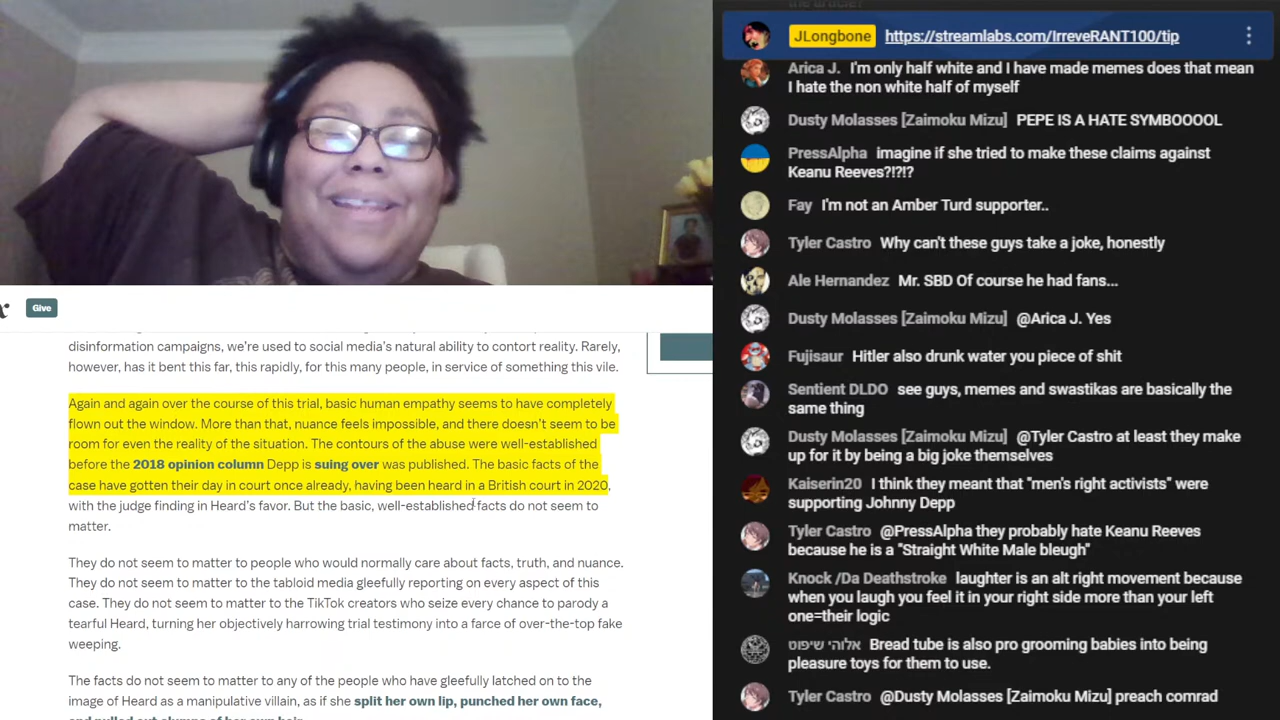 Give
disinformation campaigns, we're used to social media's natural ability to contort reality. Rarely,
however, has it bent this far, this rapidly, for this many people, in service of something this vile.
Again and again over the course of this trial, basic human empathy seems to have completely
flown out the window. More than that, nuance feels impossible, and there doesn't seem to be
room for even the reality of the situation. The contours of the abuse were well-established
before the 2018 opinion column Depp is suing over was published. The basic facts of the
case have gotten their day in court once already, having been heard in a British court in 2020,
with the judge finding in Heard's favor. But the basic, well-established facts do not seem to
matter.
They do not seem to matter to people who would normally care about facts, truth, and nuance.
They do not seem to matter to the tabloid media gleefully reporting on every aspect of this
case. They do not seem to matter to the TikTok creators who seize every chance to parody a
tearful Heard, turning her objectively harrowing trial testimony into a farce of over-the-top fake
weeping.
The facts do not seem to matter to any of the people who have gleefully latched on to the
image of Heard as a manipulative villain, as if she split her own lip, punched her own face,
and pulled out clumps of her own hair.
JLongbone https://streamlabs.com/IrreveRANT100/tip
Arica J. I'm only half white and I have made memes does that mean
I hate the non white half of myself
Dusty Molasses [Zaimoku Mizu] PEPE IS A HATE SYMBOOOOL
PressAlpha imagine if she tried to make these claims against
Keanu Reeves?!?!?
Fay I'm not an Amber Turd supporter..
Tyler Castro Why can't these guys take a joke, honestly
Ale Hernandez Mr. SBD Of course he had fans...
Dusty Molasses [Zaimoku Mizu] @Arica J. Yes
Fujisaur Hitler also drunk water you piece of shit
Sentient DLDO see guys, memes and swastikas are basically the
same thing
Dusty Molasses [Zaimoku Mizu] @Tyler Castro at least they make
up for it by being a big joke themselves
Kaiserin20 I think they meant that "men's right activists" were
supporting Johnny Depp
Tyler Castro @PressAlpha they probably hate Keanu Reeves
because he is a "Straight White Male bleugh"
Knock /Da Deathstroke laughter is an alt right movement because
when you laugh you feel it in your right side more than your left
one=their logic
אלוהי שיפוט Bread tube is also pro grooming babies into being
pleasure toys for them to use.
Tyler Castro @Dusty Molasses [Zaimoku Mizu] preach comrad